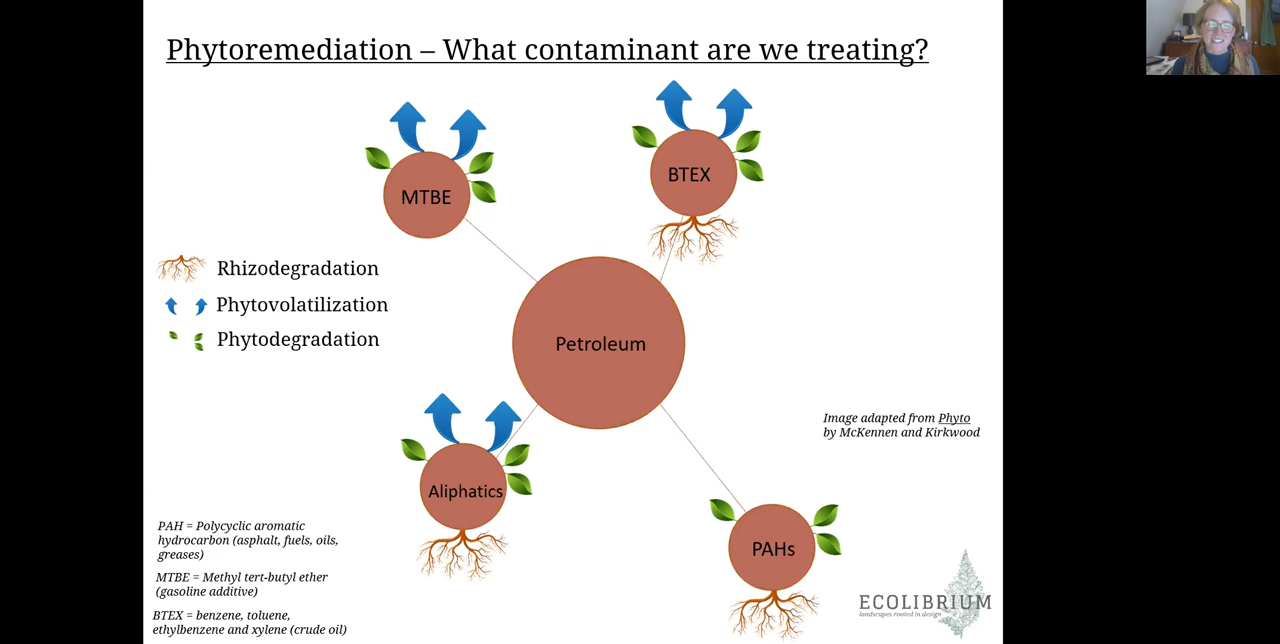 Phytoremediation – What contaminant are we treating?
MTBE
BTEX
Rhizodegradation
Phytovolatilization
Phytodegradation
Petroleum
Image adapted from Phyto
by McKennen and Kirkwood
Aliphatics
PAHs
PAH = Polycyclic aromatic
hydrocarbon (asphalt, fuels, oils,
greases)
MTBE = Methyl tert-butyl ether
(gasoline additive)
BTEX = benzene, toluene,
ethylbenzene and xylene (crude oil)
ECOLIBRIUM
landscapes rooted in design